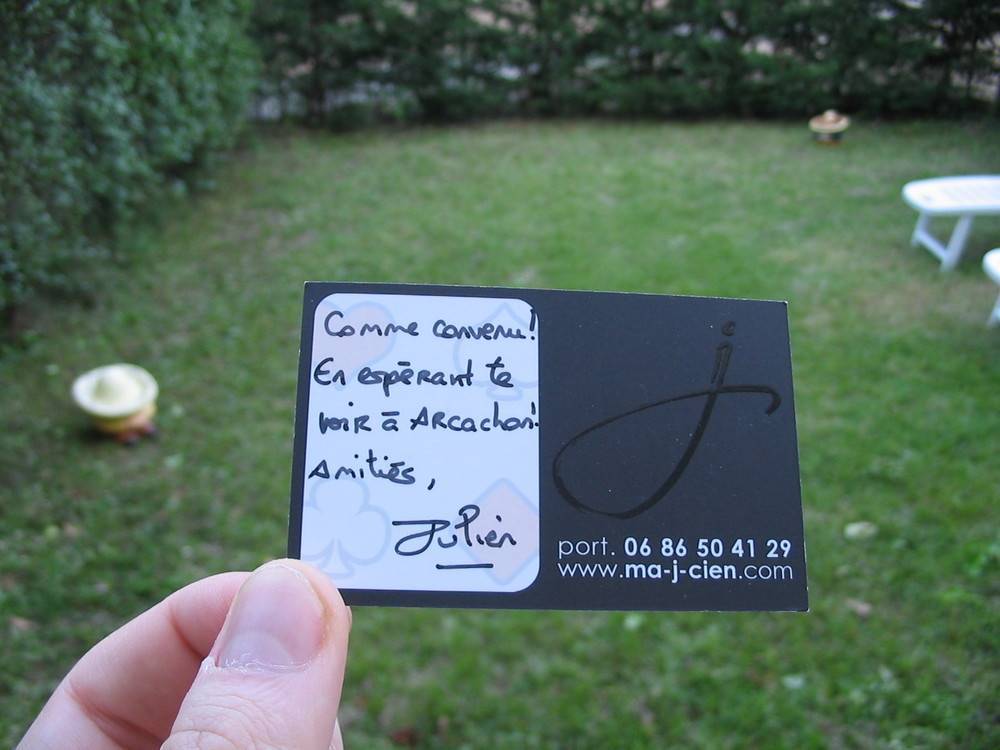 Comme convenu!
En espérant te
voir à ARcachon!
Amitiés,
Julien
j
port. 06 86 50 41 29
www.ma-j-cien.com